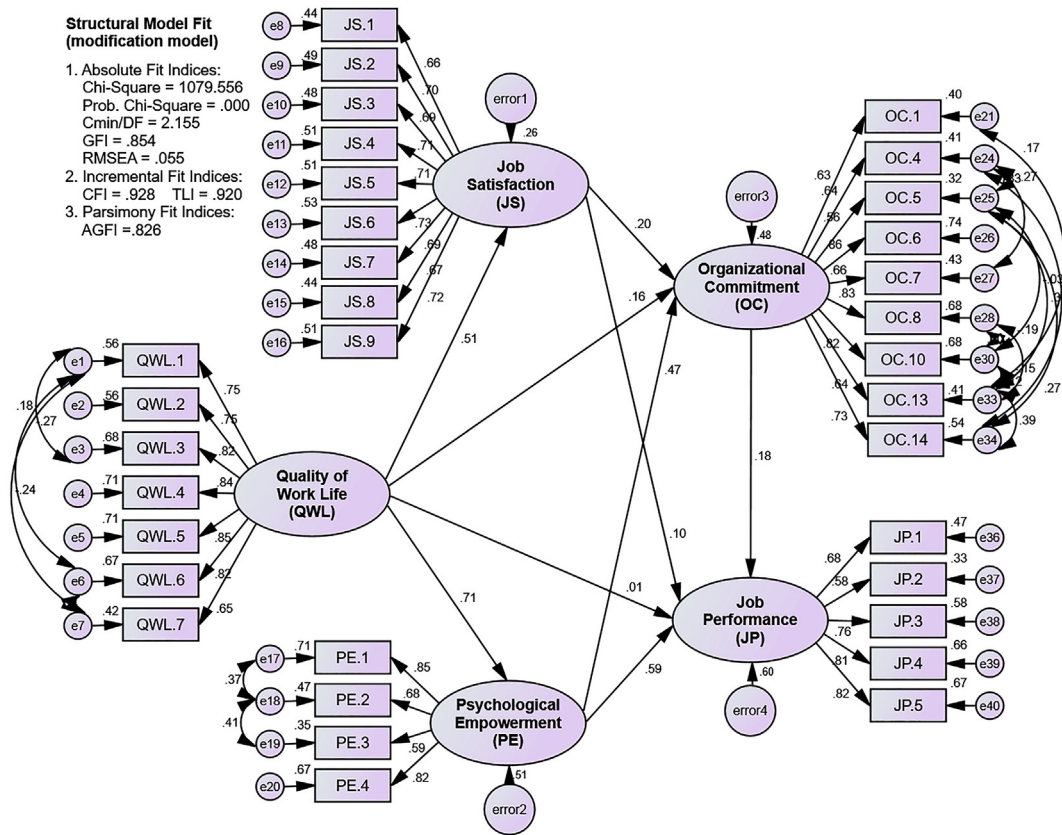 Structural Model Fit
(modification model)
1. Absolute Fit Indices:
Chi-Square = 1079.556
Prob. Chi-Square = .000
Cmin/DF = 2.155
GFI = .854
RMSEA = .055
2. Incremental Fit Indices:
CFI = .928 TLI = .920
3. Parsimony Fit Indices:
AGFI =.826
e8 .44 JS.1 .66
e9 .49 JS.2 .70
e10 .48 JS.3 .69
e11 .51 JS.4 .71
e12 .51 JS.5 .71
e13 .53 JS.6 .73
e14 .48 JS.7 .69
e15 .44 JS.8 .67
e16 .51 JS.9 .72
error1
.26
Job
Satisfaction
(JS)
error3
.48
Organizational
Commitment
(OC)
.63 OC.1 .40 e21
.64 OC.4 .41 e24
.56 OC.5 .32 e25
.86 OC.6 .74 e26
.66 OC.7 .43 e27
.83 OC.8 .68 e28
.82 OC.10 .68 e30
.64 OC.13 .41 e33
.73 OC.14 .54 e34
.17
.27
.03
.19
.15
.27
.39
.20
.16
.51
.47
.18
.10
.01
.71
.59
e1 .56 QWL.1 .75
e2 .56 QWL.2 .75
e3 .68 QWL.3 .82
e4 .71 QWL.4 .84
e5 .71 QWL.5 .85
e6 .67 QWL.6 .82
e7 .42 QWL.7 .65
.18
.27
.24
Quality of
Work Life
(QWL)
e17 .71 PE.1 .85
e18 .47 PE.2 .68
e19 .35 PE.3 .59
e20 .67 PE.4 .82
.37
.41
Psychological
Empowerment
(PE)
.51
error2
Job
Performance
(JP)
.60
error4
.68 JP.1 .47 e36
.58 JP.2 .33 e37
.76 JP.3 .58 e38
.81 JP.4 .66 e39
.82 JP.5 .67 e40